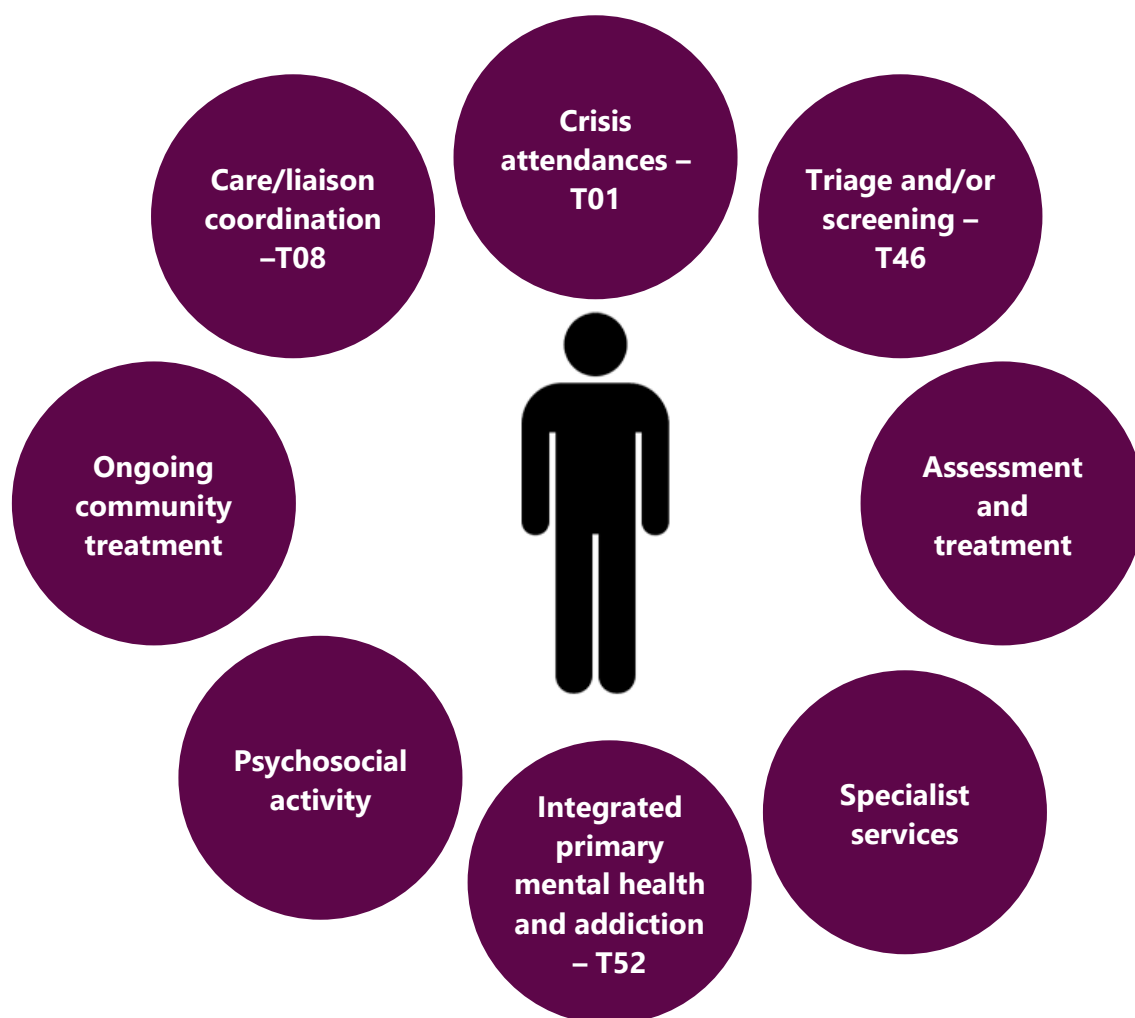 Crisis
attendances –
T01
Triage and/or
screening –
T46
Assessment
and
treatment
Specialist
services
Integrated
primary
mental health
and addiction
– T52
Psychosocial
activity
Ongoing
community
treatment
Care/liaison
coordination
–T08